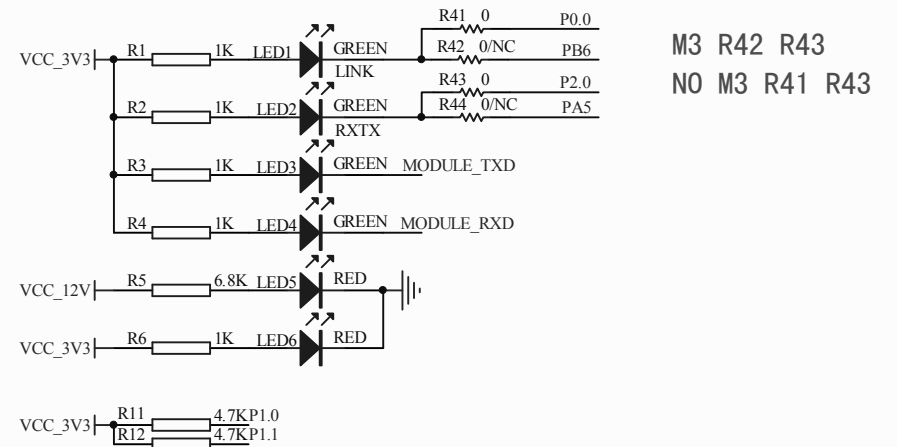 R41 0 P0.0
VCC_3V3 R1 1K LED1 GREEN R42 0/NC PB6
LINK
R43 0 P2.0
R2 1K LED2 GREEN R44 0/NC PA5
RXTX
R3 1K LED3 GREEN MODULE_TXD
R4 1K LED4 GREEN MODULE_RXD
VCC_12V R5 6.8K LED5 RED
VCC_3V3 R6 1K LED6 RED
VCC_3V3 R11 4.7K P1.0
R12 4.7K P1.1
M3 R42 R43
NO M3 R41 R43